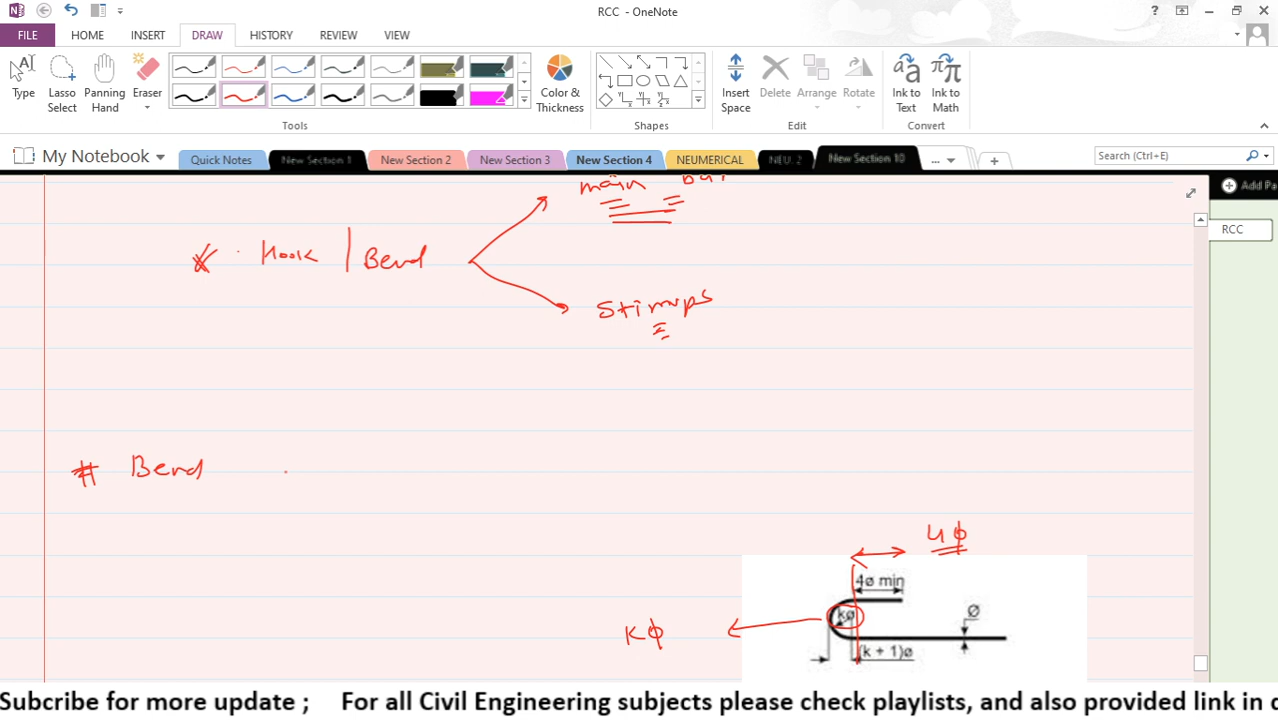 RCC - OneNote
FILE HOME INSERT DRAW HISTORY REVIEW VIEW
Type Lasso Select Panning Hand Eraser Color & Thickness Insert Space Delete Arrange Rotate Ink to Text Ink to Math
Tools Shapes Edit Convert
My Notebook Quick Notes New Section 1 New Section 2 New Section 3 New Section 4 NEUMERICAL NEU. 2 New Section 10 ... Search (Ctrl+E)
Add Pa
RCC
main bar
Hook | Bend
Stirrups
# Bend
4ϕ
4ø min
kø
Ø
Kϕ
(k + 1)ø
Subcribe for more update ; For all Civil Engineering subjects please check playlists, and also provided link in d